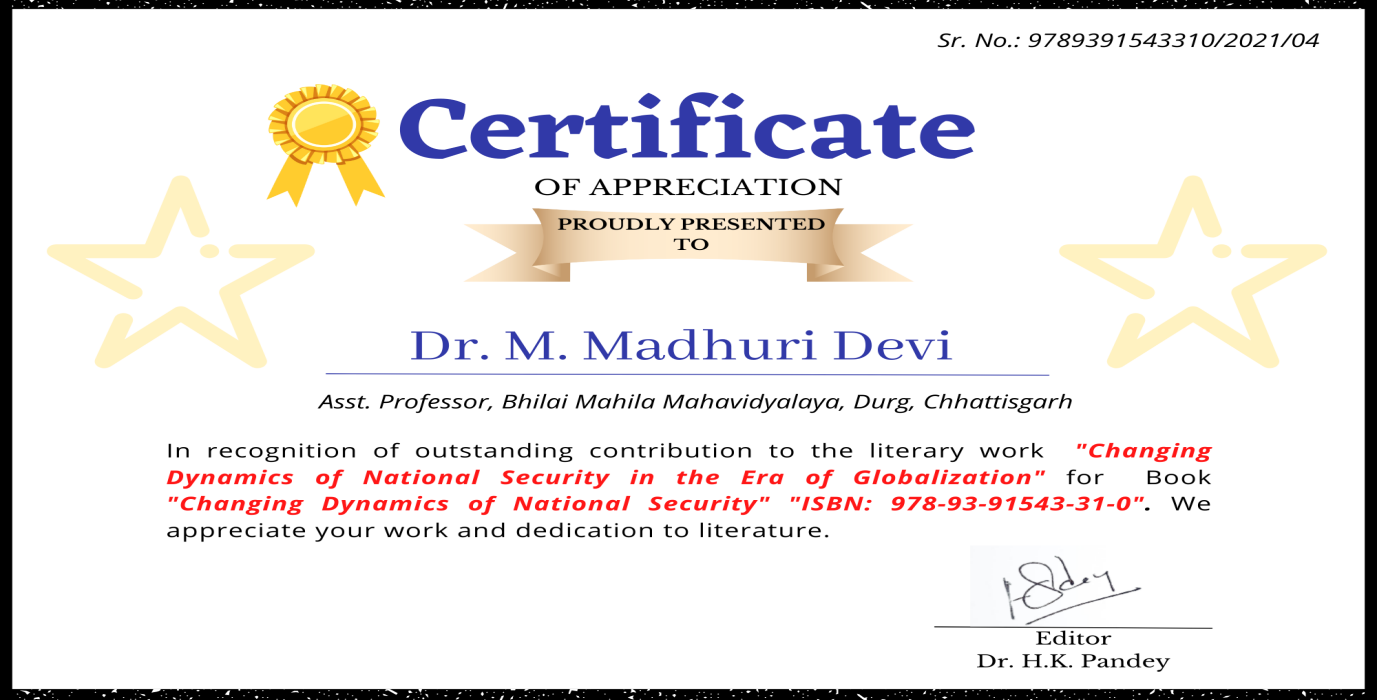 Sr. No.: 9789391543310/2021/04
Certificate
OF APPRECIATION
PROUDLY PRESENTED
TO
Dr. M. Madhuri Devi
Asst. Professor, Bhilai Mahila Mahavidyalaya, Durg, Chhattisgarh
In recognition of outstanding contribution to the literary work "Changing
Dynamics of National Security in the Era of Globalization" for Book
"Changing Dynamics of National Security" "ISBN: 978-93-91543-31-0". We
appreciate your work and dedication to literature.
Editor
Dr. H.K. Pandey